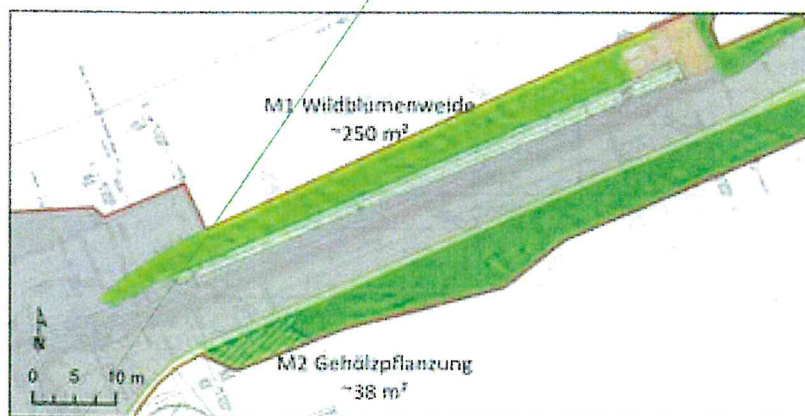 M1 Wildblumenweide
~250 m²
M2 Gehölzpflanzung
~38 m²
N
0 5 10 m